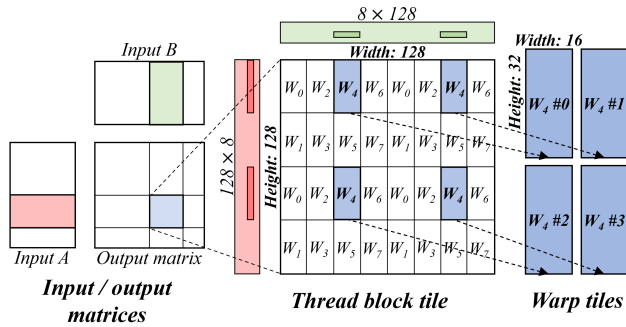 8 × 128
Input B
Width: 128
Width: 16
W0 W2 W4 W6 W0 W2 W4 W6
W1 W3 W5 W7 W1 W3 W5 W7
W0 W2 W4 W6 W0 W2 W4 W6
W1 W3 W5 W7 W1 W3 W5 W7
128 × 8
Height: 128
Height: 32
W4 #0 W4 #1
W4 #2 W4 #3
Input A
Output matrix
Input / output
matrices
Thread block tile
Warp tiles